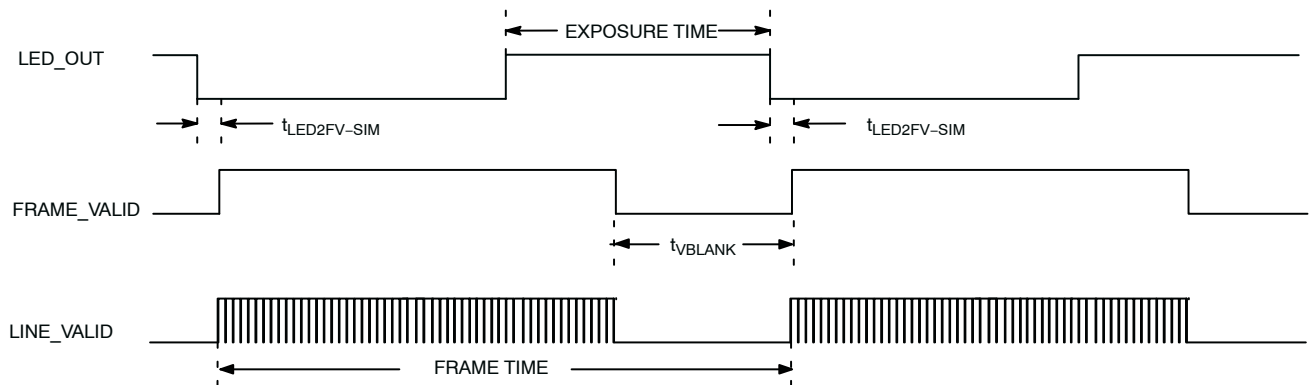 EXPOSURE TIME
LED_OUT
tLED2FV−SIM
tLED2FV−SIM
FRAME_VALID
tVBLANK
LINE_VALID
FRAME TIME